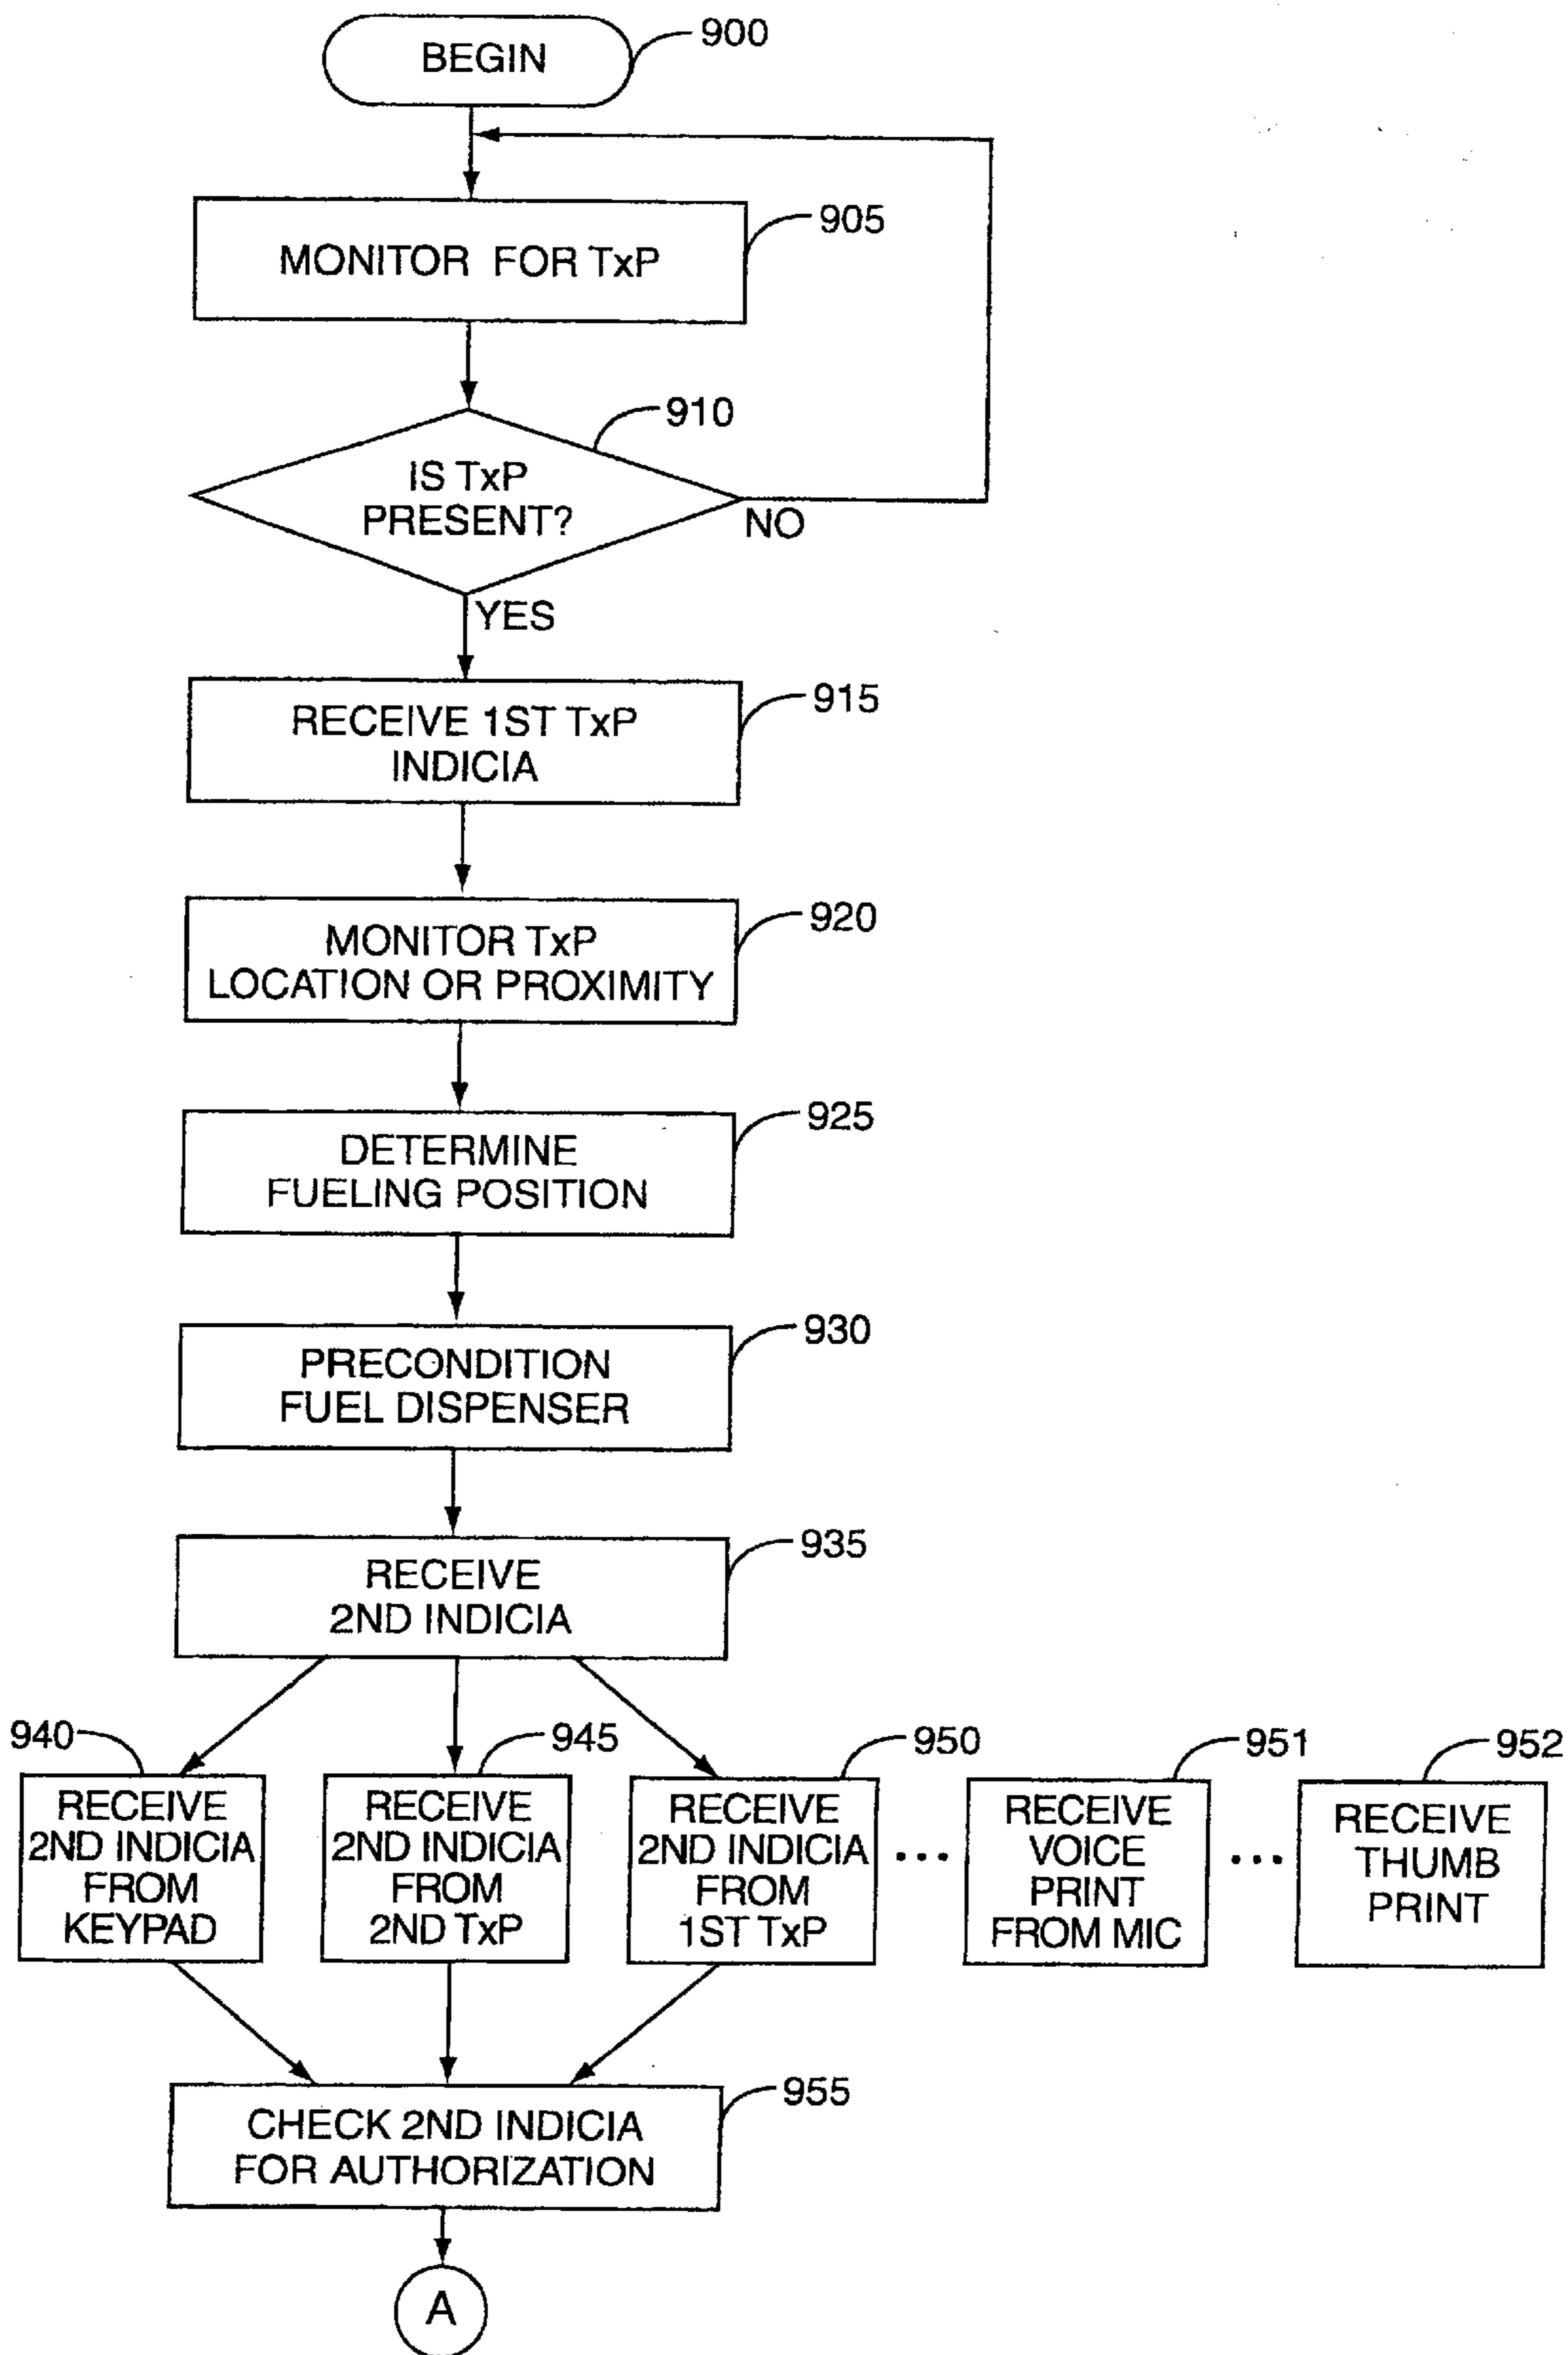 BEGIN
900
MONITOR FOR TxP
905
910
IS TxP
PRESENT?
NO
YES
RECEIVE 1ST TxP
INDICIA
915
MONITOR TxP
LOCATION OR PROXIMITY
920
DETERMINE
FUELING POSITION
925
PRECONDITION
FUEL DISPENSER
930
RECEIVE
2ND INDICIA
935
940
RECEIVE
2ND INDICIA
FROM
KEYPAD
945
RECEIVE
2ND INDICIA
FROM
2ND TxP
950
RECEIVE
2ND INDICIA
FROM
1ST TxP
...
951
RECEIVE
VOICE
PRINT
FROM MIC
...
952
RECEIVE
THUMB
PRINT
CHECK 2ND INDICIA
FOR AUTHORIZATION
955
A